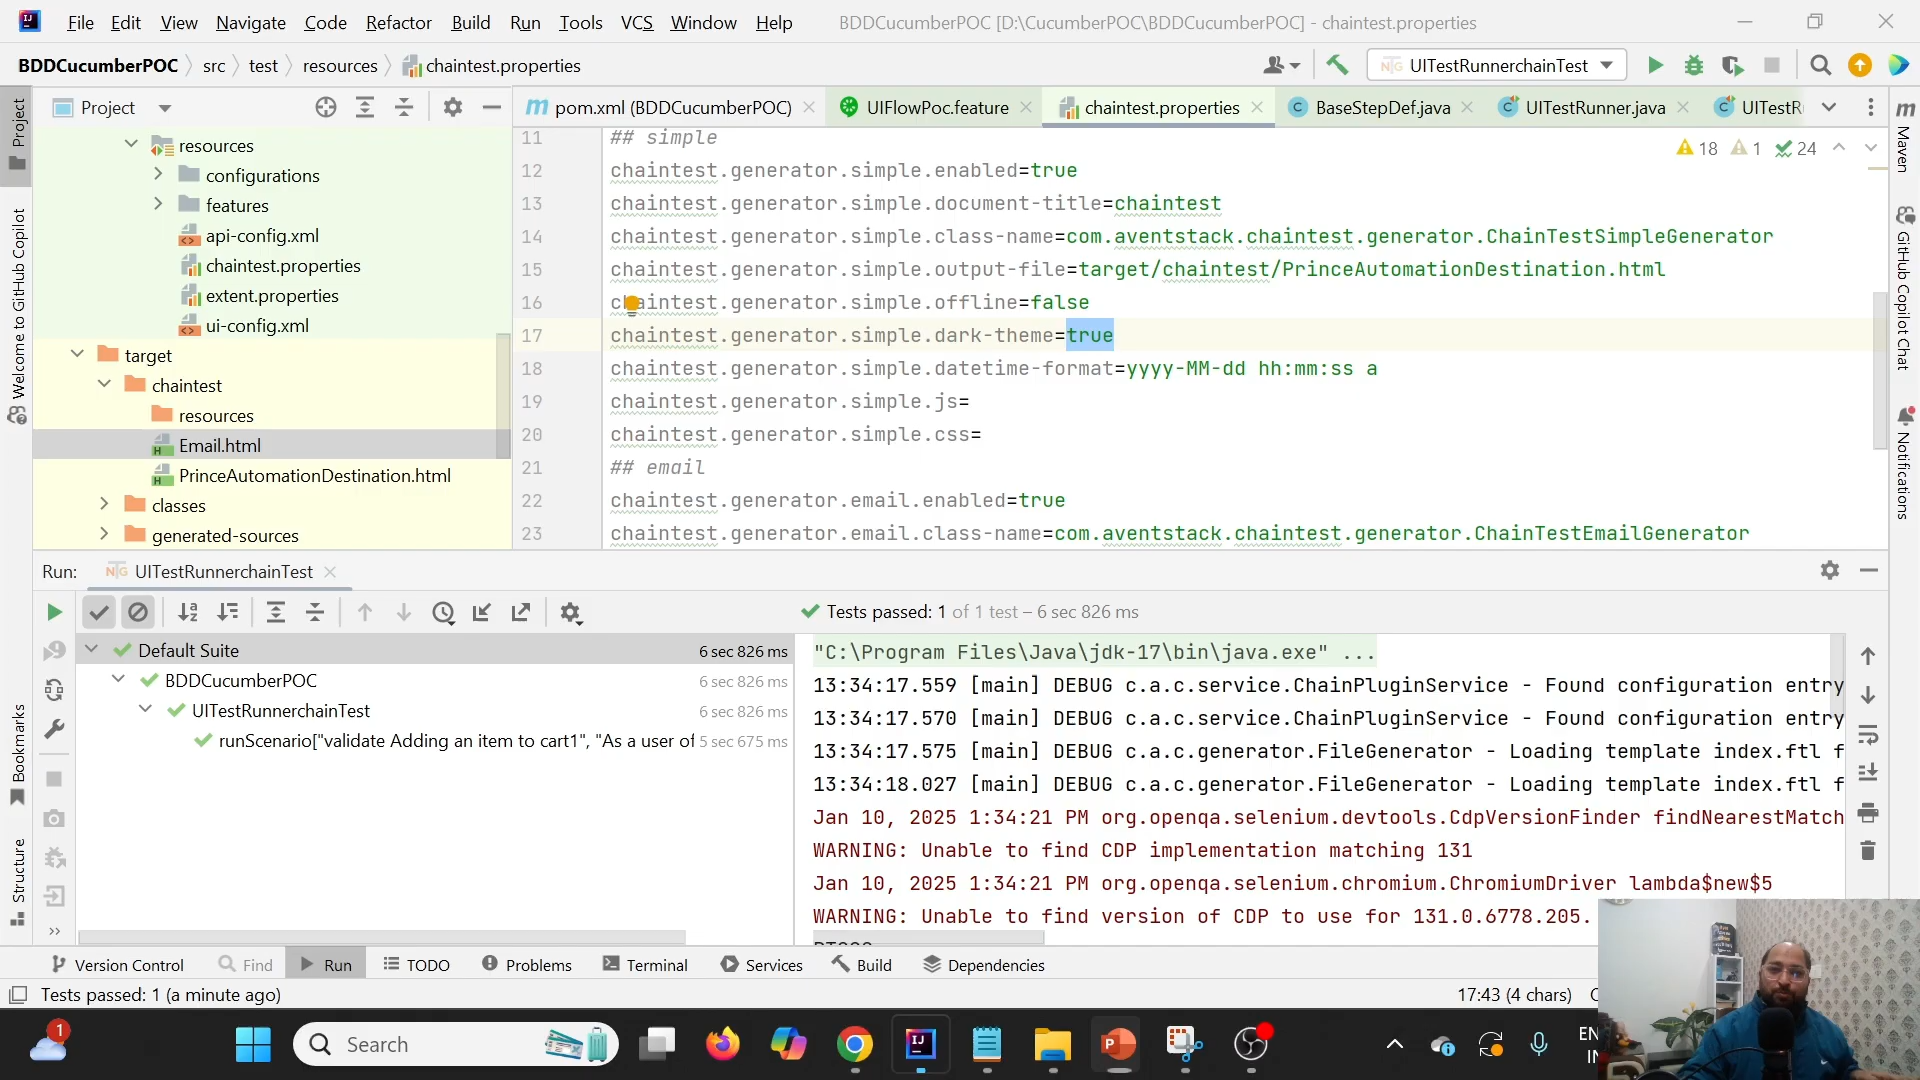 File Edit View Navigate Code Refactor Build Run Tools VCS Window Help BDDCucumberPOC [D:\CucumberPOC\BDDCucumberPOC] - chaintest.properties
BDDCucumberPOC src test resources chaintest.properties
UITestRunnerchainTest
Project
pom.xml (BDDCucumberPOC)
UIFlowPoc.feature
chaintest.properties
BaseStepDef.java
UITestRunner.java
UITestR
Project
Welcome to GitHub Copilot
Bookmarks
Structure
resources
configurations
features
api-config.xml
chaintest.properties
extent.properties
ui-config.xml
target
chaintest
resources
Email.html
PrinceAutomationDestination.html
classes
generated-sources
18 1 24
11 ## simple
12 chaintest.generator.simple.enabled=true
13 chaintest.generator.simple.document-title=chaintest
14 chaintest.generator.simple.class-name=com.aventstack.chaintest.generator.ChainTestSimpleGenerator
15 chaintest.generator.simple.output-file=target/chaintest/PrinceAutomationDestination.html
16 chaintest.generator.simple.offline=false
17 chaintest.generator.simple.dark-theme=true
18 chaintest.generator.simple.datetime-format=yyyy-MM-dd hh:mm:ss a
19 chaintest.generator.simple.js=
20 chaintest.generator.simple.css=
21 ## email
22 chaintest.generator.email.enabled=true
23 chaintest.generator.email.class-name=com.aventstack.chaintest.generator.ChainTestEmailGenerator
m
Maven
GitHub Copilot Chat
Notifications
Run: UITestRunnerchainTest
Tests passed: 1 of 1 test – 6 sec 826 ms
Default Suite 6 sec 826 ms
BDDCucumberPOC 6 sec 826 ms
UITestRunnerchainTest 6 sec 826 ms
runScenario["validate Adding an item to cart1", "As a user of 5 sec 675 ms
"C:\Program Files\Java\jdk-17\bin\java.exe" ...
13:34:17.559 [main] DEBUG c.a.c.service.ChainPluginService - Found configuration entry
13:34:17.570 [main] DEBUG c.a.c.service.ChainPluginService - Found configuration entry
13:34:17.575 [main] DEBUG c.a.c.generator.FileGenerator - Loading template index.ftl f
13:34:18.027 [main] DEBUG c.a.c.generator.FileGenerator - Loading template index.ftl f
Jan 10, 2025 1:34:21 PM org.openqa.selenium.devtools.CdpVersionFinder findNearestMatch
WARNING: Unable to find CDP implementation matching 131
Jan 10, 2025 1:34:21 PM org.openqa.selenium.chromium.ChromiumDriver lambda$new$5
WARNING: Unable to find version of CDP to use for 131.0.6778.205.
Version Control Find Run TODO Problems Terminal Services Build Dependencies
Tests passed: 1 (a minute ago)
17:43 (4 chars)
1
Search
EN
IN